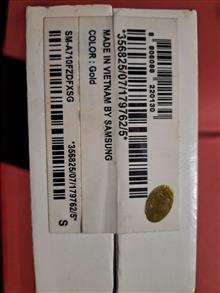 SM-A710FZDFXSG
*356825/07/179762/5*
S
MADE IN VIETNAM BY SAMSUNG
COLOR : Gold
*356825/07/179762/5*